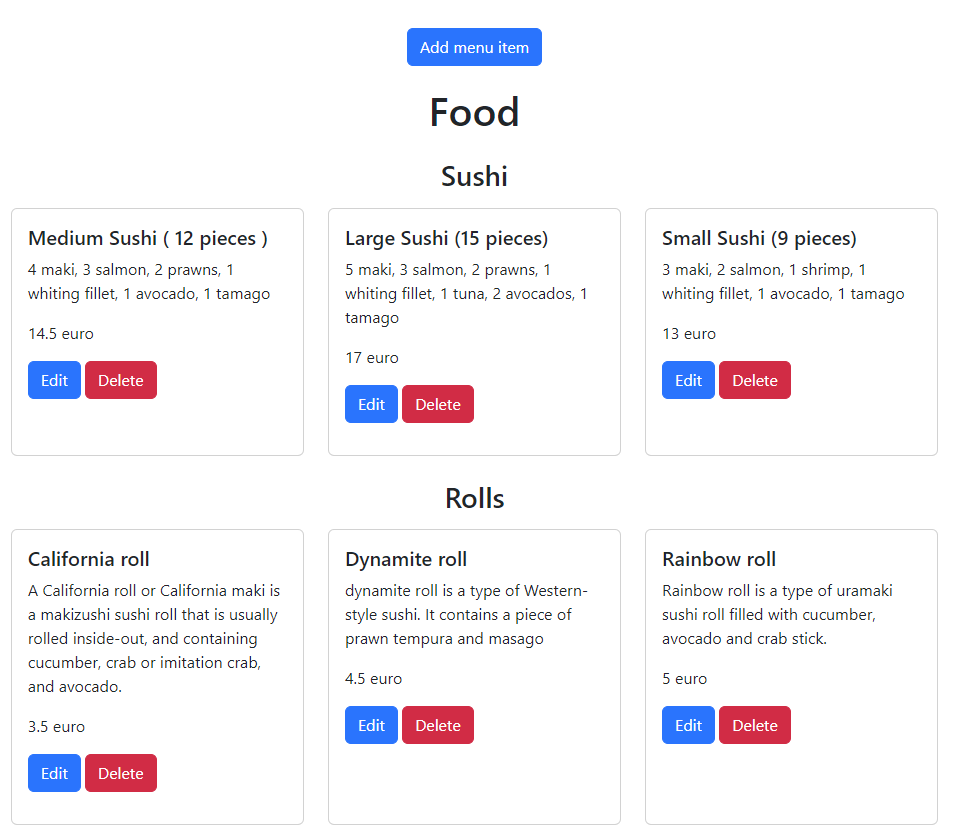 Add menu item
Food
Sushi
Medium Sushi ( 12 pieces )
4 maki, 3 salmon, 2 prawns, 1
whiting fillet, 1 avocado, 1 tamago
14.5 euro
Edit Delete
Large Sushi (15 pieces)
5 maki, 3 salmon, 2 prawns, 1
whiting fillet, 1 tuna, 2 avocados, 1
tamago
17 euro
Edit Delete
Small Sushi (9 pieces)
3 maki, 2 salmon, 1 shrimp, 1
whiting fillet, 1 avocado, 1 tamago
13 euro
Edit Delete
Rolls
California roll
A California roll or California maki is
a makizushi sushi roll that is usually
rolled inside-out, and containing
cucumber, crab or imitation crab,
and avocado.
3.5 euro
Edit Delete
Dynamite roll
dynamite roll is a type of Western-
style sushi. It contains a piece of
prawn tempura and masago
4.5 euro
Edit Delete
Rainbow roll
Rainbow roll is a type of uramaki
sushi roll filled with cucumber,
avocado and crab stick.
5 euro
Edit Delete